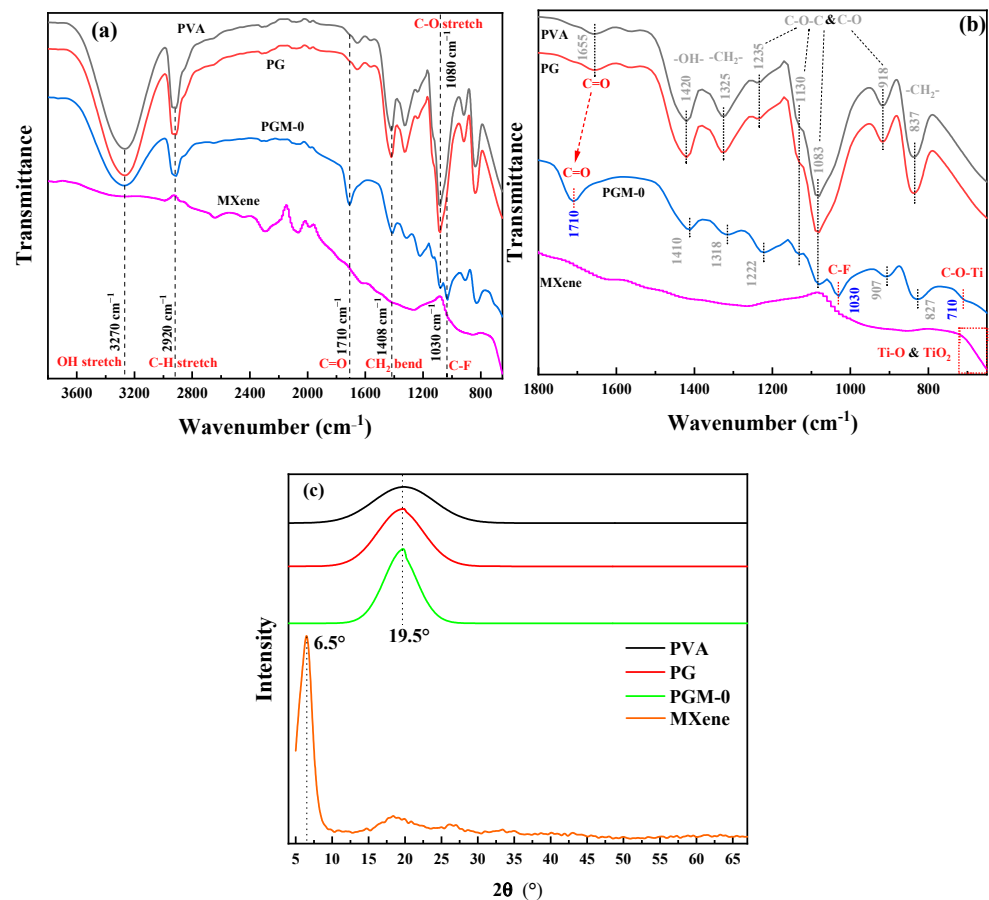 (a)
C-O stretch
PVA
PG
PGM-0
MXene
1080 cm⁻¹
3270 cm⁻¹
2920 cm⁻¹
1710 cm⁻¹
1408 cm⁻¹
1030 cm⁻¹
OH stretch
C-H stretch
C=O
CH₂ bend
C-F
Transmittance
3600 3200 2800 2400 2000 1600 1200 800
Wavenumber (cm⁻¹)
(b)
PVA
PG
1655
C=O
-OH-
-CH₂-
1235
C-O-C & C-O
1420
1325
1130
1083
918
-CH₂-
837
C=O
1710
PGM-0
1410
1318
1222
C-F
1030
907
827
C-O-Ti
710
MXene
Ti-O & TiO₂
Transmittance
1800 1600 1400 1200 1000 800
Wavenumber (cm⁻¹)
(c)
6.5°
19.5°
PVA
PG
PGM-0
MXene
Intensity
5 10 15 20 25 30 35 40 45 50 55 60 65
2θ (°)